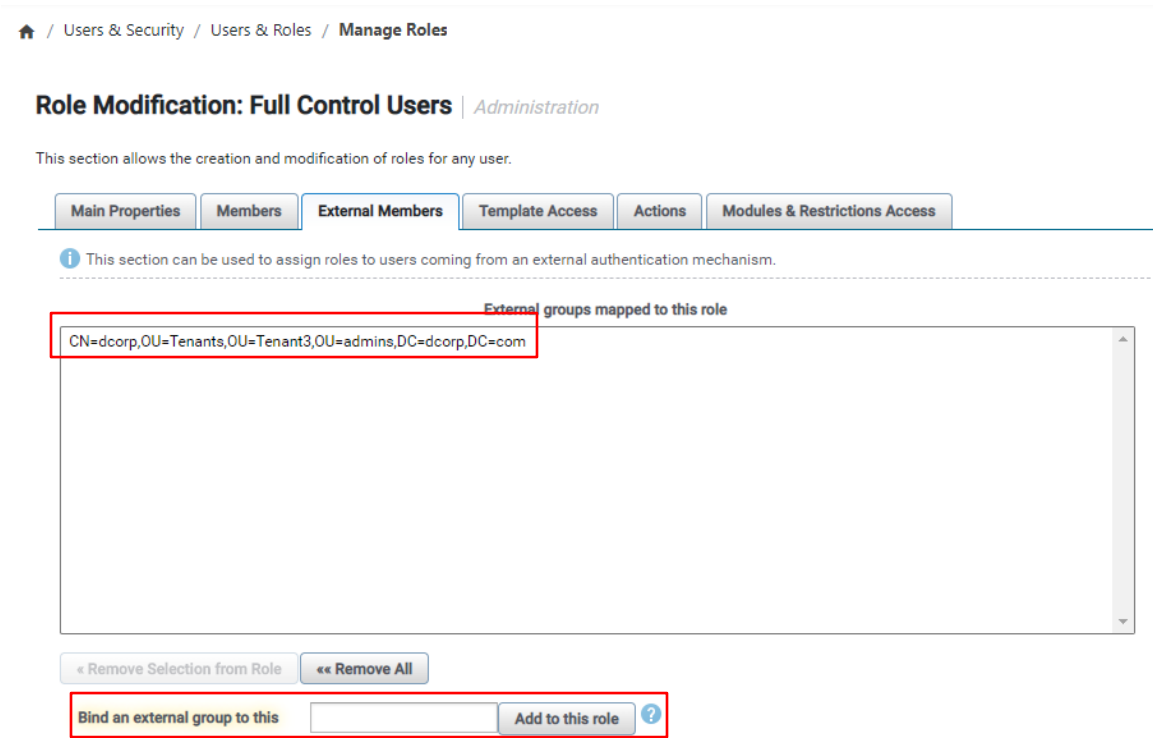 / Users & Security / Users & Roles / Manage Roles
Role Modification: Full Control Users | Administration
This section allows the creation and modification of roles for any user.
Main Properties Members External Members Template Access Actions Modules & Restrictions Access
i This section can be used to assign roles to users coming from an external authentication mechanism.
External groups mapped to this role
CN=dcorp,OU=Tenants,OU=Tenant3,OU=admins,DC=dcorp,DC=com
« Remove Selection from Role «« Remove All
Bind an external group to this Add to this role ?